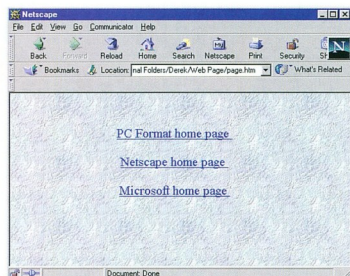 Netscape
File Edit View Go Communicator Help
Back Forward Reload Home Search Netscape Print Security
Bookmarks Location: nal Folders/Derek/Web Page/page.htm What's Related
PC Format home page
Netscape home page
Microsoft home page
Document: Done